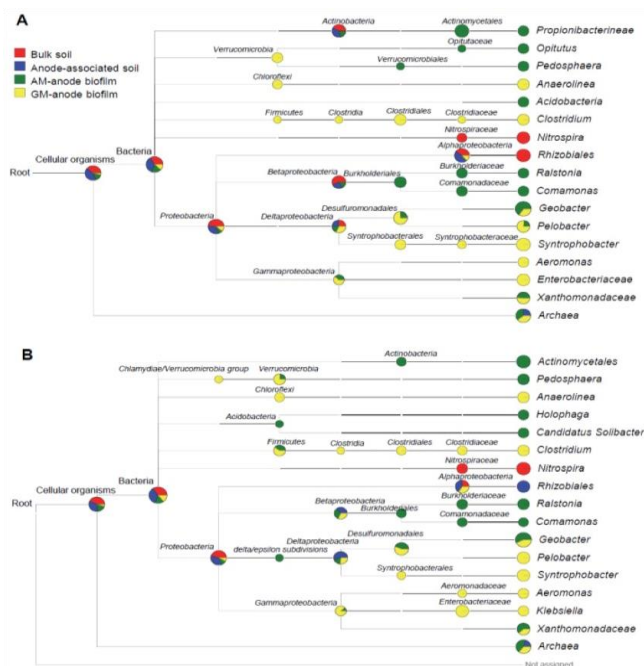 A
Bulk soil
Anode-associated soil
AM-anode biofilm
GM-anode biofilm
Actinobacteria
Actinomycetales
Propionibacterineae
Verrucomicrobia
Opitutaceae
Opitutus
Verrucomicrobiales
Pedosphaera
Chloroflexi
Anaerolinea
Acidobacteria
Firmicutes
Clostridia
Clostridiales
Clostridiaceae
Clostridium
Nitrospiraceae
Nitrospira
Bacteria
Alphaproteobacteria
Rhizobiales
Cellular organisms
Root
Betaproteobacteria
Burkholderiales
Burkholderiaceae
Ralstonia
Comamonadaceae
Comamonas
Desulfuromonadales
Geobacter
Proteobacteria
Deltaproteobacteria
Pelobacter
Syntrophobacterales
Syntrophobacteraceae
Syntrophobacter
Aeromonas
Gammaproteobacteria
Enterobacteriaceae
Xanthomonadaceae
Archaea
B
Actinobacteria
Actinomycetales
Chlamydiae/Verrucomicrobia group
Verrucomicrobia
Pedosphaera
Chloroflexi
Anaerolinea
Acidobacteria
Holophaga
Candidatus Solibacter
Firmicutes
Clostridia
Clostridiales
Clostridiaceae
Clostridium
Nitrospiraceae
Nitrospira
Bacteria
Alphaproteobacteria
Rhizobiales
Cellular organisms
Root
Betaproteobacteria
Burkholderiales
Burkholderiaceae
Ralstonia
Comamonadaceae
Comamonas
Desulfuromonadales
Geobacter
Proteobacteria
delta/epsilon subdivisions
Deltaproteobacteria
Pelobacter
Syntrophobacterales
Syntrophobacter
Aeromonadaceae
Aeromonas
Gammaproteobacteria
Enterobacteriaceae
Klebsiella
Xanthomonadaceae
Archaea
Not assigned